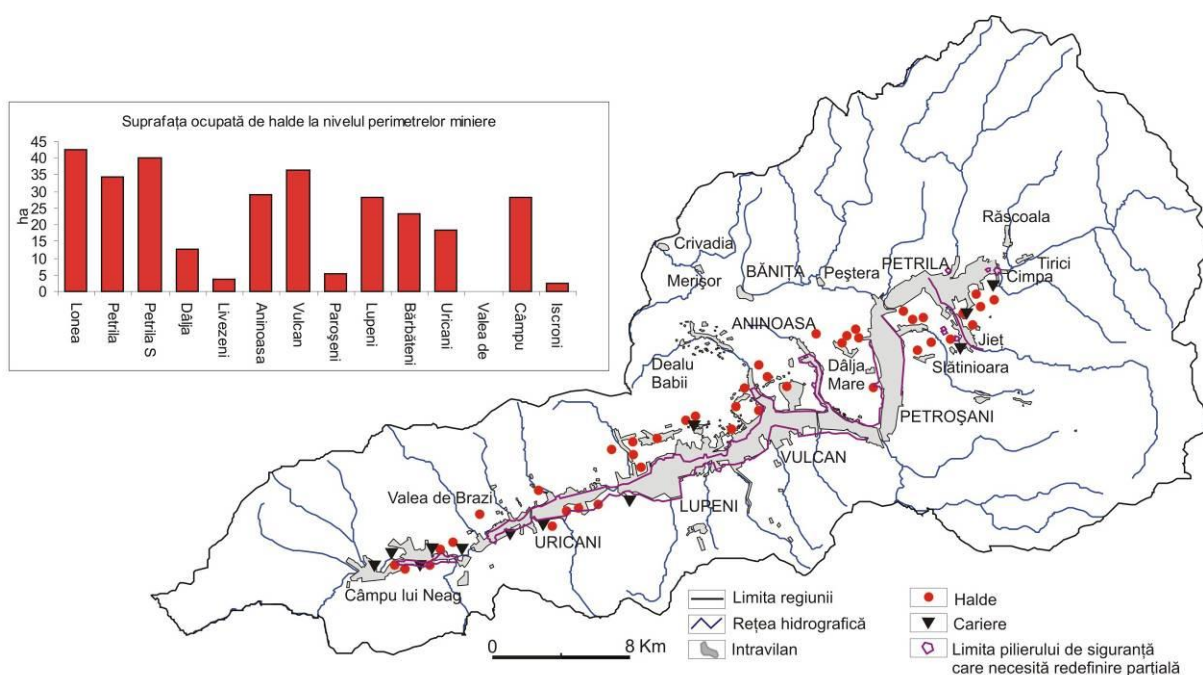 Suprafața ocupată de halde la nivelul perimetrelor miniere
45
40
35
30
25
20
15
10
5
0
ha
Lonea
Petrila
Petrila S
Dâlja
Livezeni
Aninoasa
Vulcan
Paroșeni
Lupeni
Bărbăteni
Uricani
Valea de
Câmpu
Iscroni
Răscoala
Crivadia
Merișor
BĂNIȚA
Peștera
PETRILA
Tirici
Cimpa
ANINOASA
Dealu
Babii
Dâlja
Mare
Jieț
Slătinioara
PETROȘANI
VULCAN
Valea de Brazi
LUPENI
URICANI
Câmpu lui Neag
0
8 Km
Limita regiunii
Rețea hidrografică
Intravilan
Halde
Cariere
Limita pilierului de siguranță
care necesită redefinire parțială